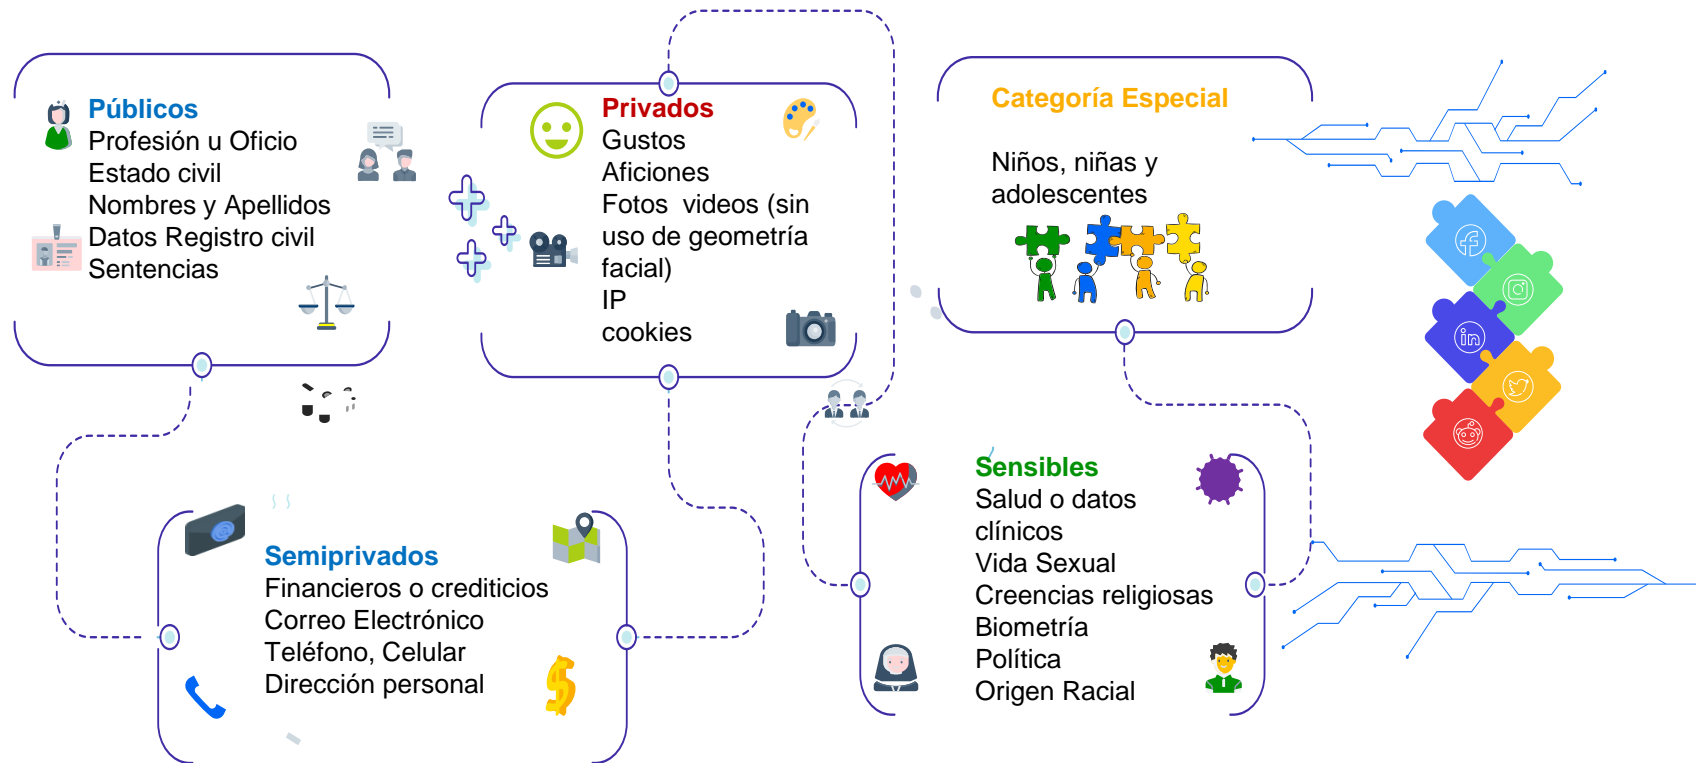 Públicos
Profesión u Oficio
Estado civil
Nombres y Apellidos
Datos Registro civil
Sentencias
Privados
Gustos
Aficiones
Fotos videos (sin
uso de geometría
facial)
IP
cookies
Categoría Especial
Niños, niñas y
adolescentes
Semiprivados
Financieros o crediticios
Correo Electrónico
Teléfono, Celular
Dirección personal
Sensibles
Salud o datos
clínicos
Vida Sexual
Creencias religiosas
Biometría
Política
Origen Racial
in